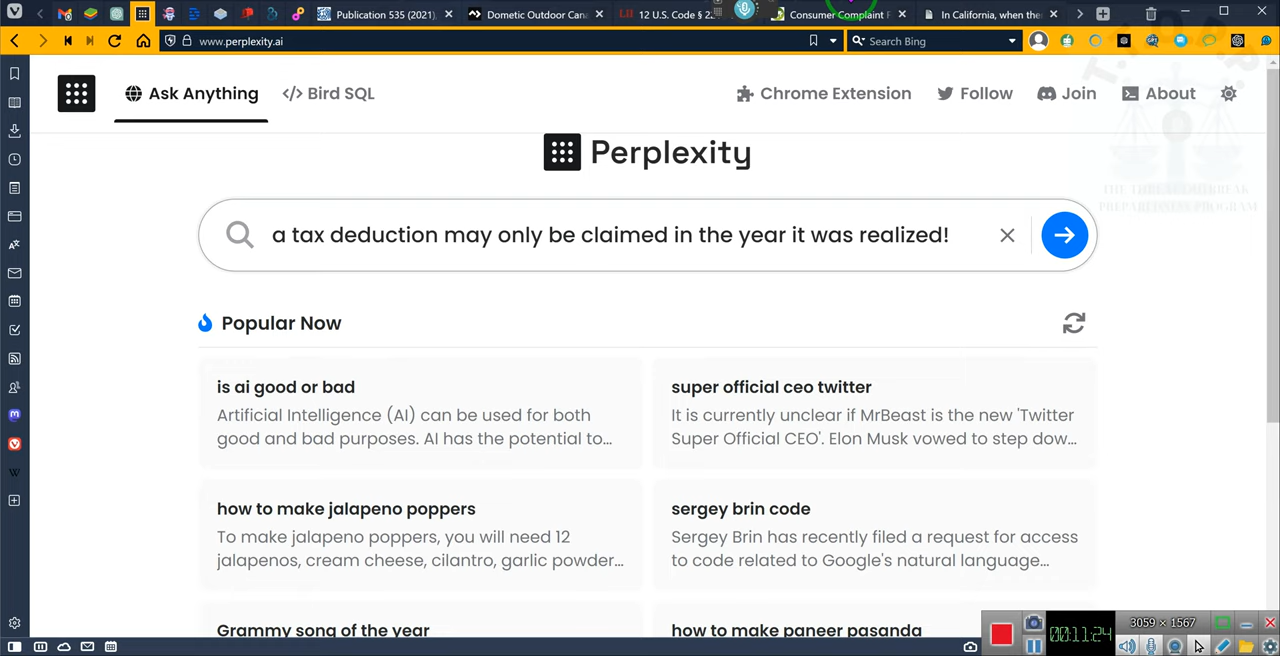 Publication 535 (2021),
Dometic Outdoor Can
12 U.S. Code § 2
Consumer Complaint F
In California, when the
www.perplexity.ai
Search Bing
Ask Anything
</> Bird SQL
Chrome Extension
Follow
Join
About
Perplexity
a tax deduction may only be claimed in the year it was realized!
Popular Now
is ai good or bad
Artificial Intelligence (AI) can be used for both
good and bad purposes. AI has the potential to...
super official ceo twitter
It is currently unclear if MrBeast is the new 'Twitter
Super Official CEO'. Elon Musk vowed to step dow...
how to make jalapeno poppers
To make jalapeno poppers, you will need 12
jalapenos, cream cheese, cilantro, garlic powder...
sergey brin code
Sergey Brin has recently filed a request for access
to code related to Google's natural language...
Grammy song of the year
how to make paneer pasanda
T.T.O.P.P.
THE THREAT OUTBREAK
PREPAREDNESS PROGRAM
3059 × 1567
00:11:24